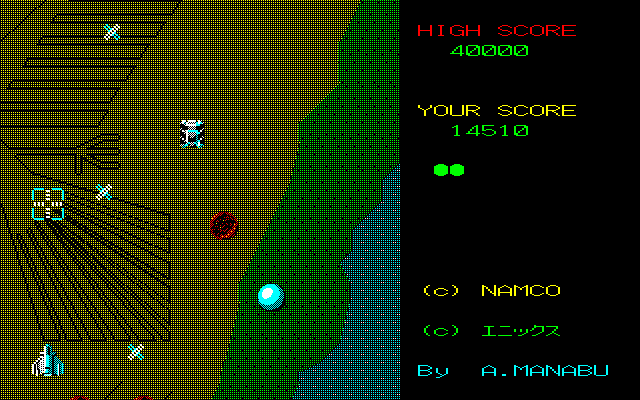 HIGH SCORE
40000
YOUR SCORE
14510
(c) NAMCO
(c) エニックス
By A.MANABU